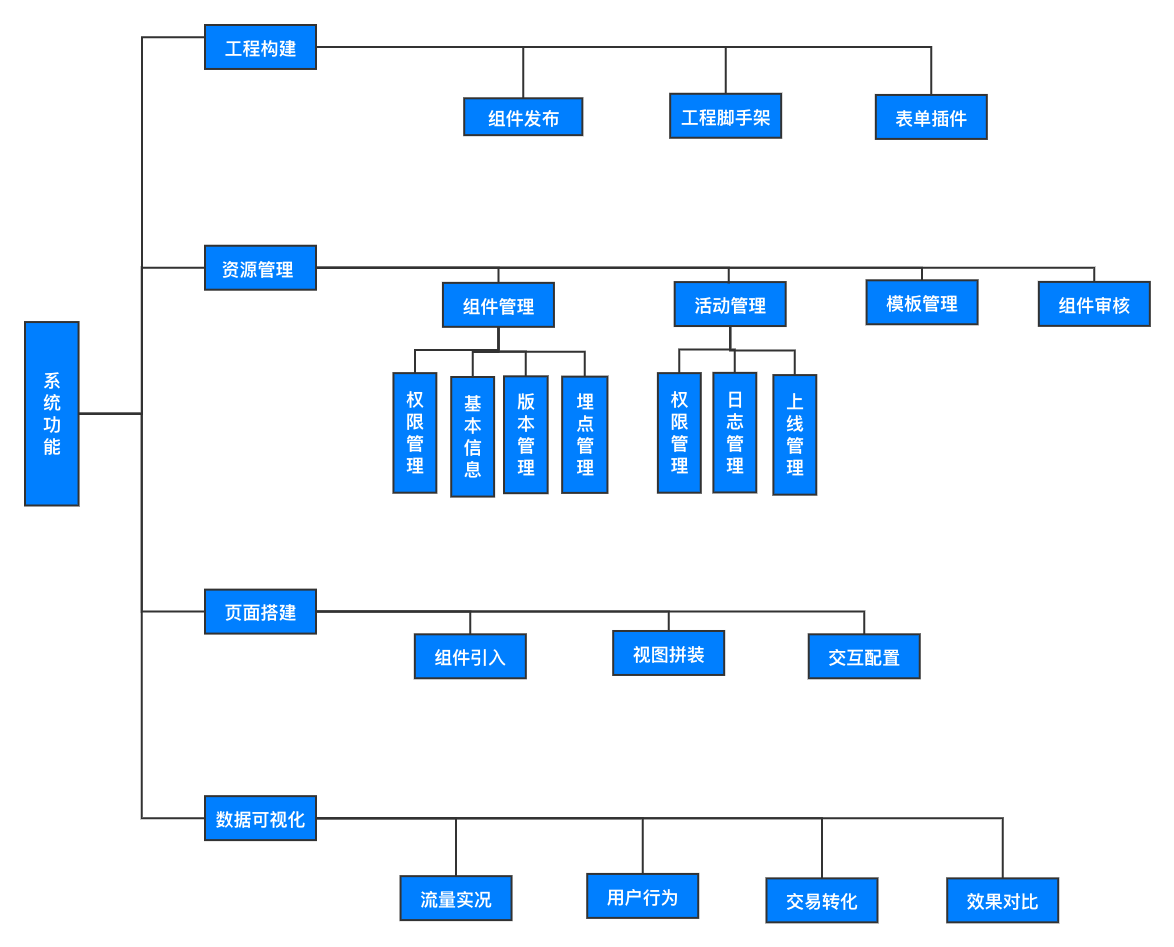 系统功能
工程构建
组件发布
工程脚手架
表单插件
资源管理
组件管理
活动管理
模板管理
组件审核
权限管理
基本信息
版本管理
埋点管理
权限管理
日志管理
上线管理
页面搭建
组件引入
视图拼装
交互配置
数据可视化
流量实况
用户行为
交易转化
效果对比